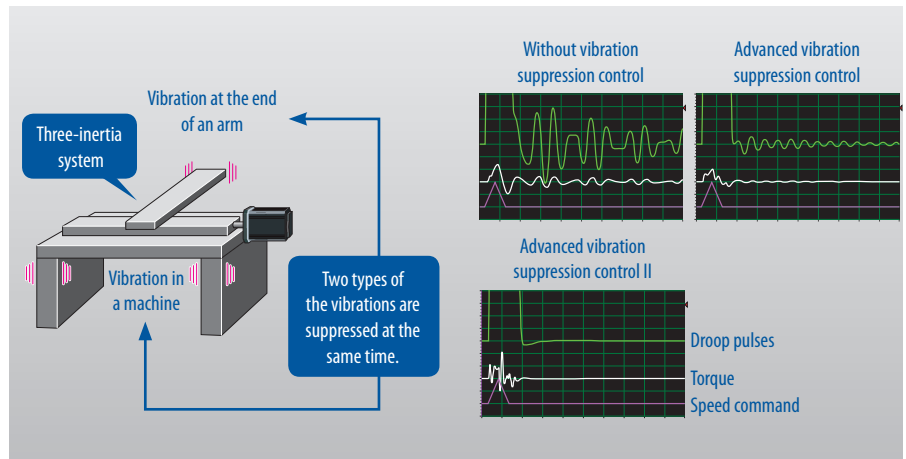 Vibration at the end
of an arm
Three-inertia
system
Vibration in
a machine
Two types of
the vibrations are
suppressed at the
same time.
Without vibration
suppression control
Advanced vibration
suppression control
Advanced vibration
suppression control II
Droop pulses
Torque
Speed command